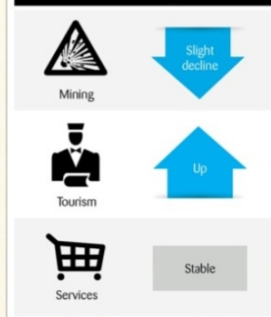 Slight
decline
Mining
Up
Tourism
Stable
Services